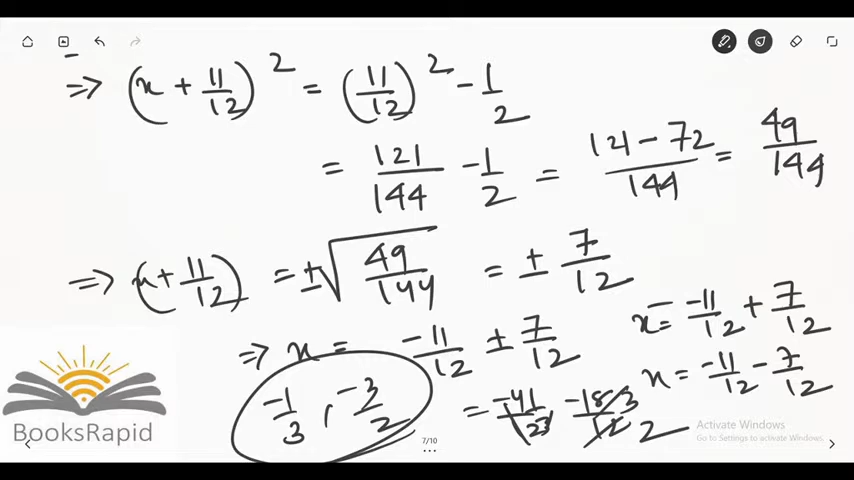 => (x + 11/12)^2 = (11/12)^2 - 1/2
= 121/144 - 1/2 = 121 - 72/144 = 49/144
=> (x + 11/12) = ±√49/144 = ± 7/12
x = -11/12 + 7/12
=> x = -11/12 ± 7/12
x = -11/12 - 7/12
-1/3 , -3/2
BooksRapid
7/10
Activate Windows
Go to Settings to activate Windows.